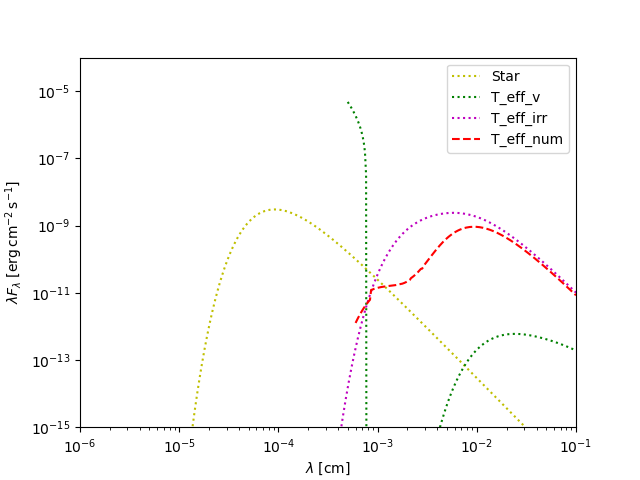 Star
T_eff_v
T_eff_irr
T_eff_num
10⁻⁵
10⁻⁷
10⁻⁹
10⁻¹¹
10⁻¹³
10⁻¹⁵
λF_λ [erg cm⁻² s⁻¹]
10⁻⁶ 10⁻⁵ 10⁻⁴ 10⁻³ 10⁻² 10⁻¹
λ [cm]